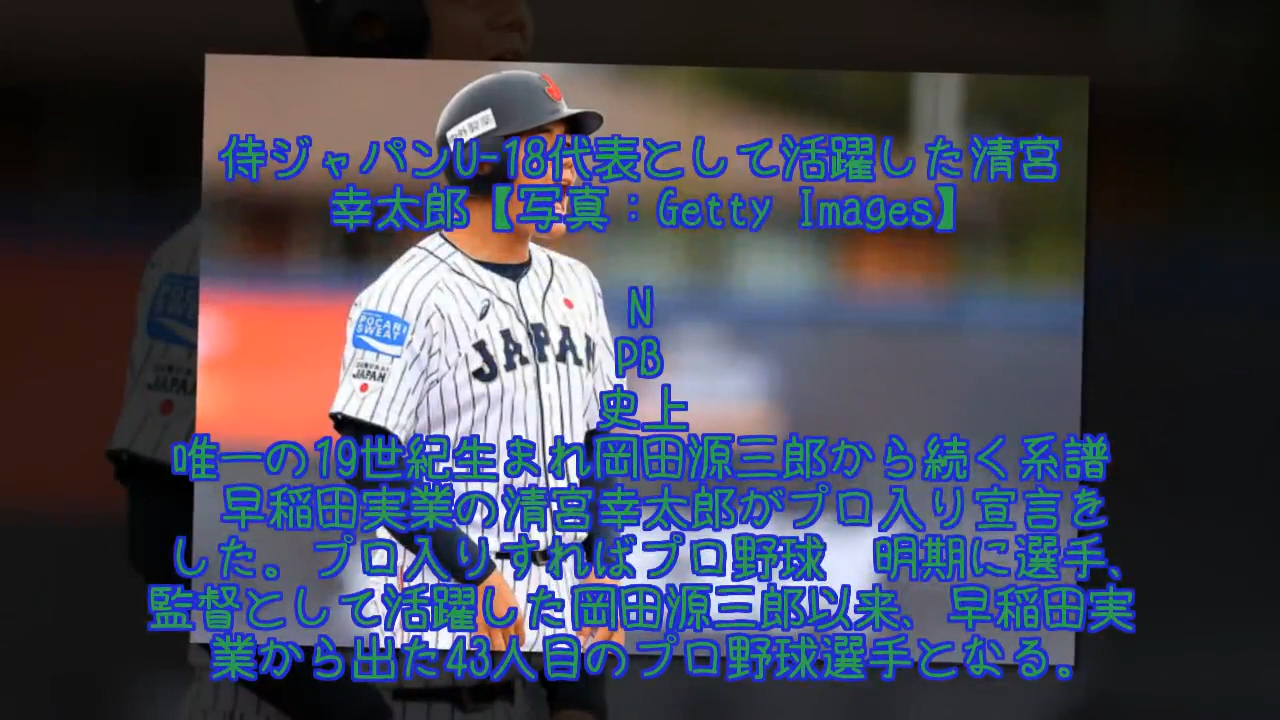 侍ジャパンU-18代表として活躍した清宮
幸太郎【写真：Getty Images】
N
PB
史上
唯一の19世紀生まれ岡田源三郎から続く系譜
早稲田実業の清宮幸太郎がプロ入り宣言を
した。プロ入りすればプロ野球　明期に選手、
監督として活躍した岡田源三郎以来、早稲田実
業から出た43人目のプロ野球選手となる。
POCARI
SWEAT
JAPAN
JAPAN